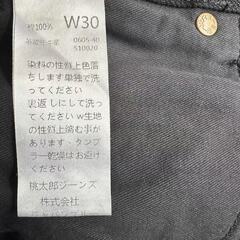 綿100% W30
0605-40
510020
染料の性質上色落
ちします単独で洗っ
てください
裏返 しにして洗っ
てください w生地
の性質上縮む事が
あります・タンブ
ラー乾燥はお避け
ください
桃太郎ジーンズ
株式会社